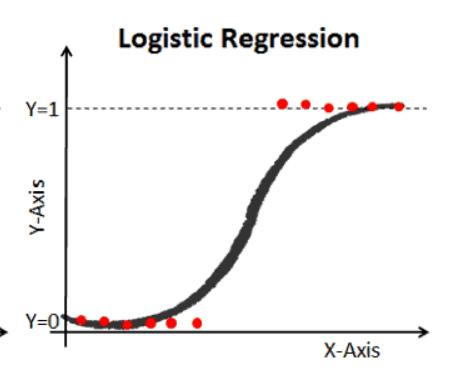 Logistic Regression
Y=1
Y-Axis
Y=0
X-Axis